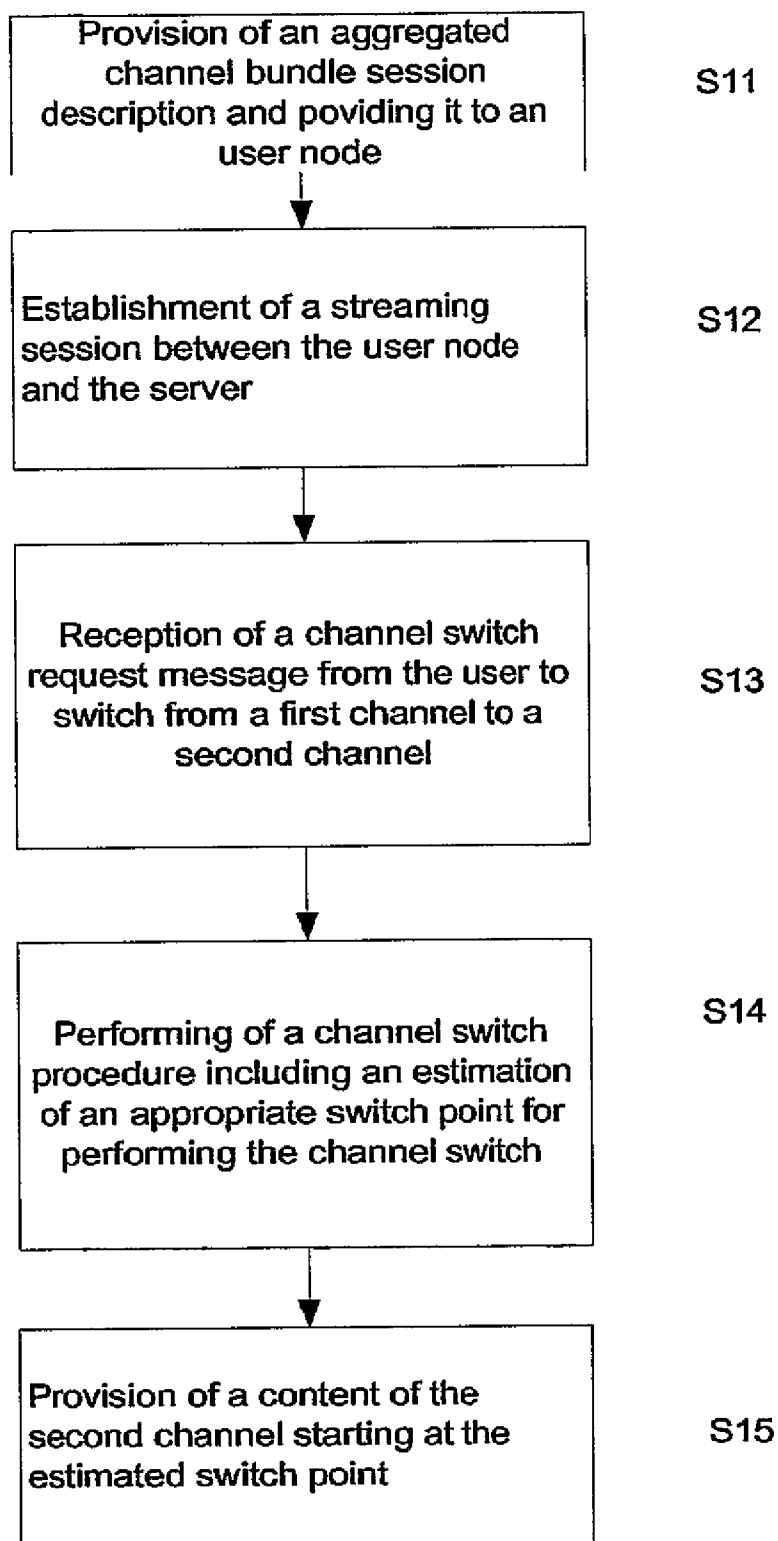 Provision of an aggregated
channel bundle session
description and poviding it to an
user node
S11
Establishment of a streaming
session between the user node
and the server
S12
Reception of a channel switch
request message from the user to
switch from a first channel to a
second channel
S13
Performing of a channel switch
procedure including an estimation
of an appropriate switch point for
performing the channel switch
S14
Provision of a content of the
second channel starting at the
estimated switch point
S15